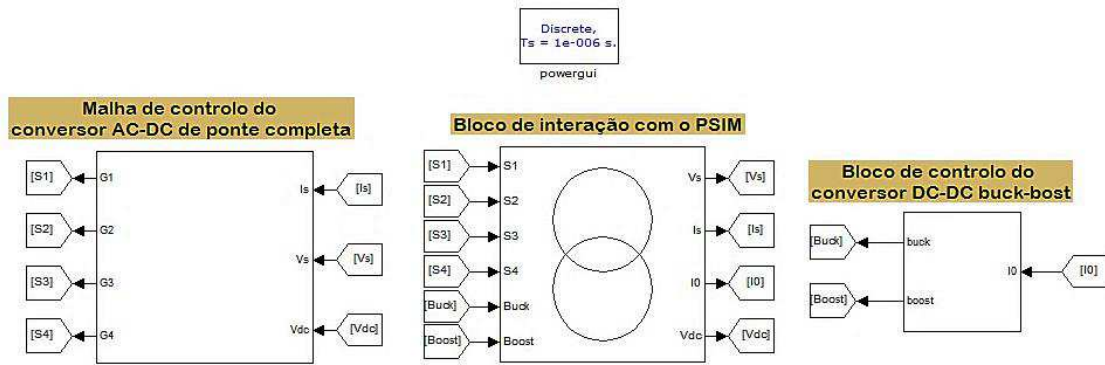 Discrete,
Ts = 1e-006 s.
powergui
Malha de controlo do
conversor AC-DC de ponte completa
[S1]
G1
[S2]
G2
[S3]
G3
[S4]
G4
Is
[Is]
Vs
[Vs]
Vdc
[Vdc]
Bloco de interação com o PSIM
[S1]
S1
[S2]
S2
[S3]
S3
[S4]
S4
[Buck]
Buck
[Boost]
Boost
Vs
[Vs]
Is
[Is]
I0
[I0]
Vdc
[Vdc]
Bloco de controlo do
conversor DC-DC buck-bost
[Buck]
buck
[Boost]
boost
I0
[I0]